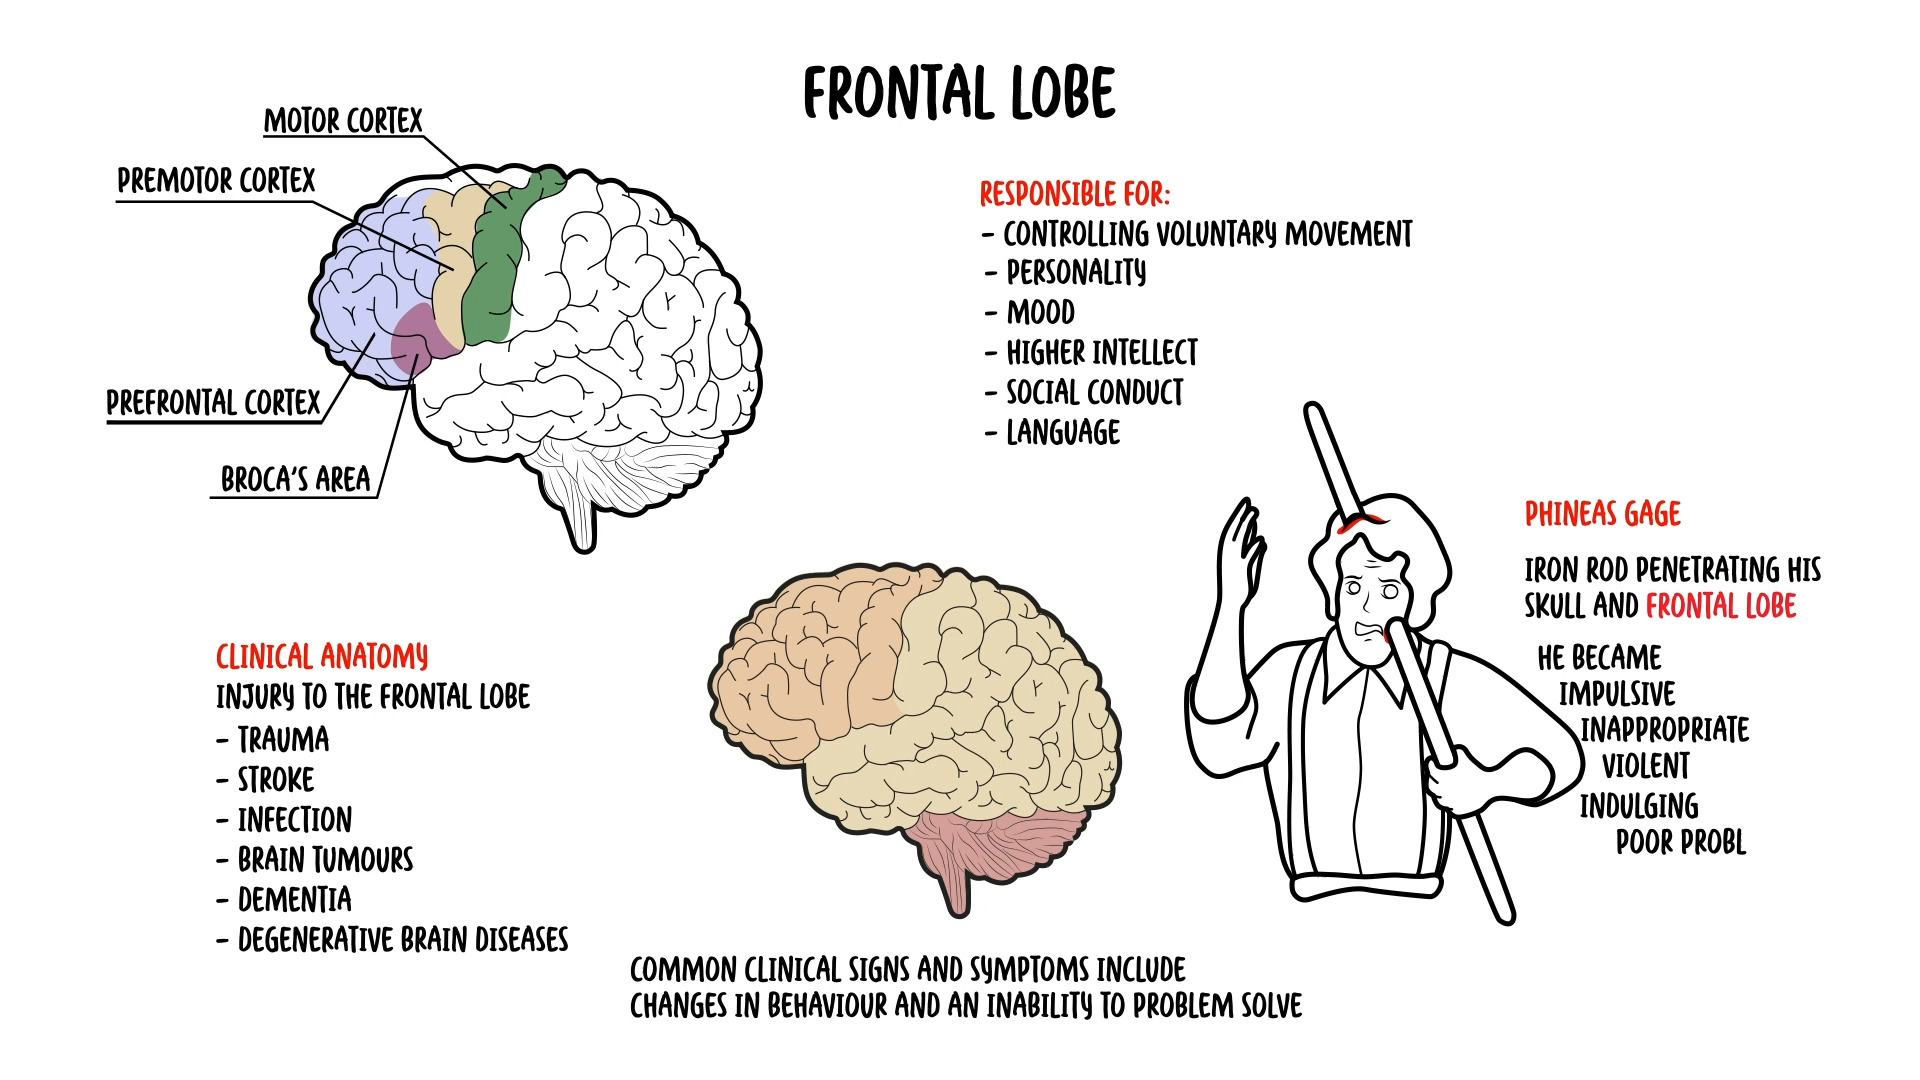 FRONTAL LOBE
MOTOR CORTEX
PREMOTOR CORTEX
PREFRONTAL CORTEX
BROCA'S AREA
RESPONSIBLE FOR:
- CONTROLLING VOLUNTARY MOVEMENT
- PERSONALITY
- MOOD
- HIGHER INTELLECT
- SOCIAL CONDUCT
- LANGUAGE
PHINEAS GAGE
IRON ROD PENETRATING HIS
SKULL AND FRONTAL LOBE
HE BECAME
IMPULSIVE
INAPPROPRIATE
VIOLENT
INDULGING
POOR PROBL
CLINICAL ANATOMY
INJURY TO THE FRONTAL LOBE
- TRAUMA
- STROKE
- INFECTION
- BRAIN TUMOURS
- DEMENTIA
- DEGENERATIVE BRAIN DISEASES
COMMON CLINICAL SIGNS AND SYMPTOMS INCLUDE
CHANGES IN BEHAVIOUR AND AN INABILITY TO PROBLEM SOLVE